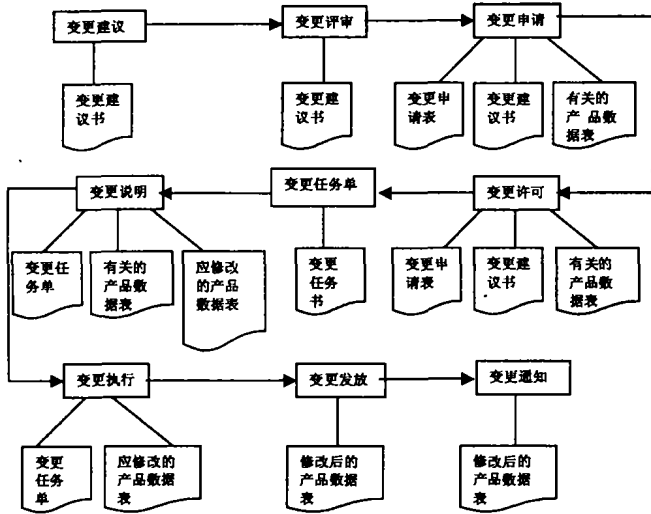 变更建议
变更评审
变更申请
变更建
议书
变更建
议书
变更申
请表
变更建
议书
有关的
产 品数
据表
变更说明
变更任务单
变更许可
变更任
务单
有关的
产品数
据表
应修改
的产品
数据表
变更
任务
书
变更申
请表
变更建
议书
有关的
产品数
据表
变更执行
变更发放
变更通知
变更
任务
单
应修改的
产品数据
表
修改后的
产品数据
表
修改后的
产品数据
表